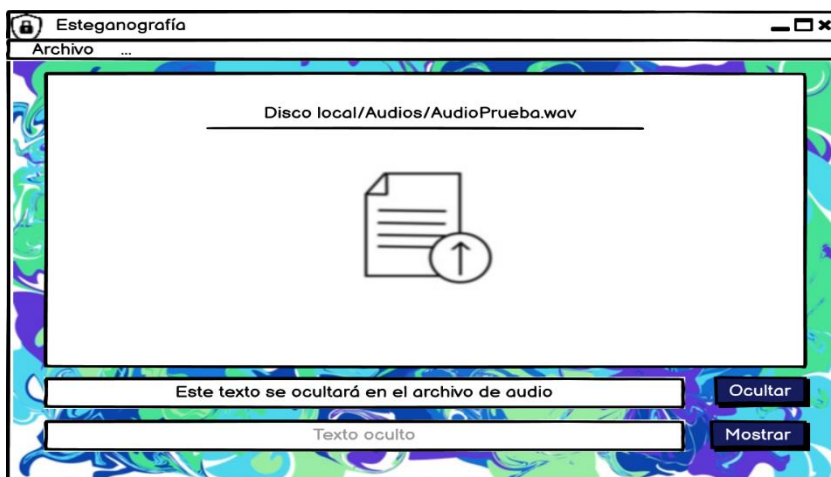 Esteganografía
Archivo ...
Disco local/Audios/AudioPrueba.wav
Este texto se ocultará en el archivo de audio
Ocultar
Texto oculto
Mostrar